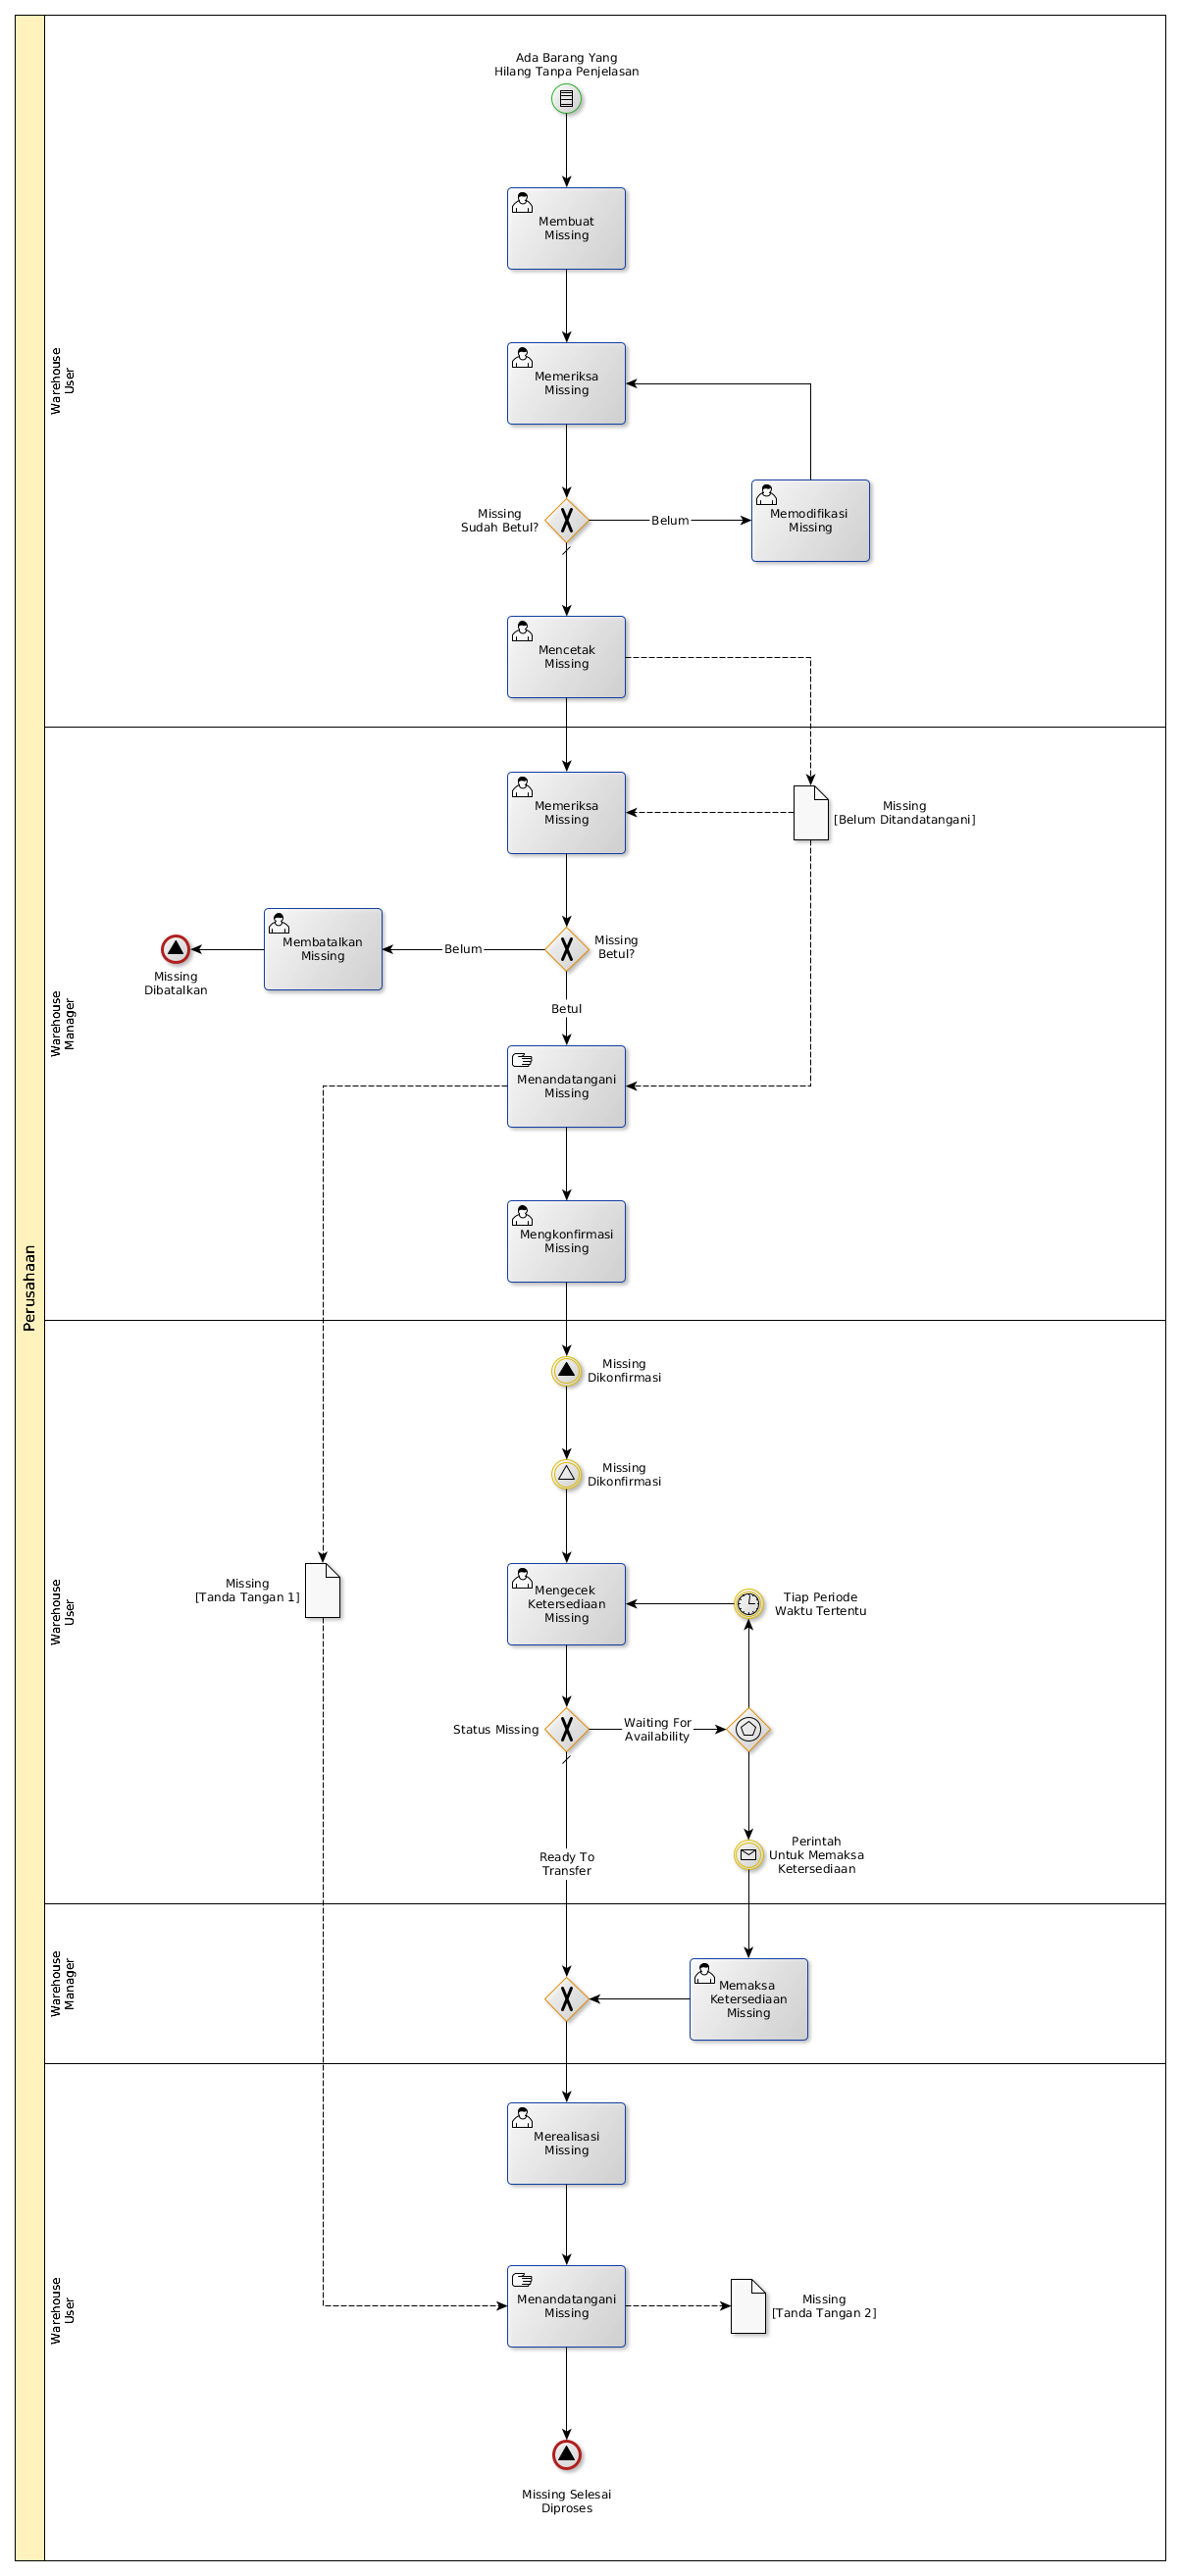 Ada Barang Yang
Hilang Tanpa Penjelasan
Membuat
Missing
Warehouse
User
Memeriksa
Missing
Missing
Sudah Betul?
Belum
Memodifikasi
Missing
Mencetak
Missing
Memeriksa
Missing
Missing
[Belum Ditandatangani]
Warehouse
Manager
Missing
Dibatalkan
Membatalkan
Missing
Belum
Missing
Betul?
Betul
Menandatangani
Missing
Mengkonfirmasi
Missing
Perusahaan
Missing
Dikonfirmasi
Missing
Dikonfirmasi
Warehouse
User
Missing
[Tanda Tangan 1]
Mengecek
Ketersediaan
Missing
Tiap Periode
Waktu Tertentu
Status Missing
Waiting For
Availability
Ready To
Transfer
Perintah
Untuk Memaksa
Ketersediaan
Warehouse
Manager
Memaksa
Ketersediaan
Missing
Merealisasi
Missing
Warehouse
User
Menandatangani
Missing
Missing
[Tanda Tangan 2]
Missing Selesai
Diproses